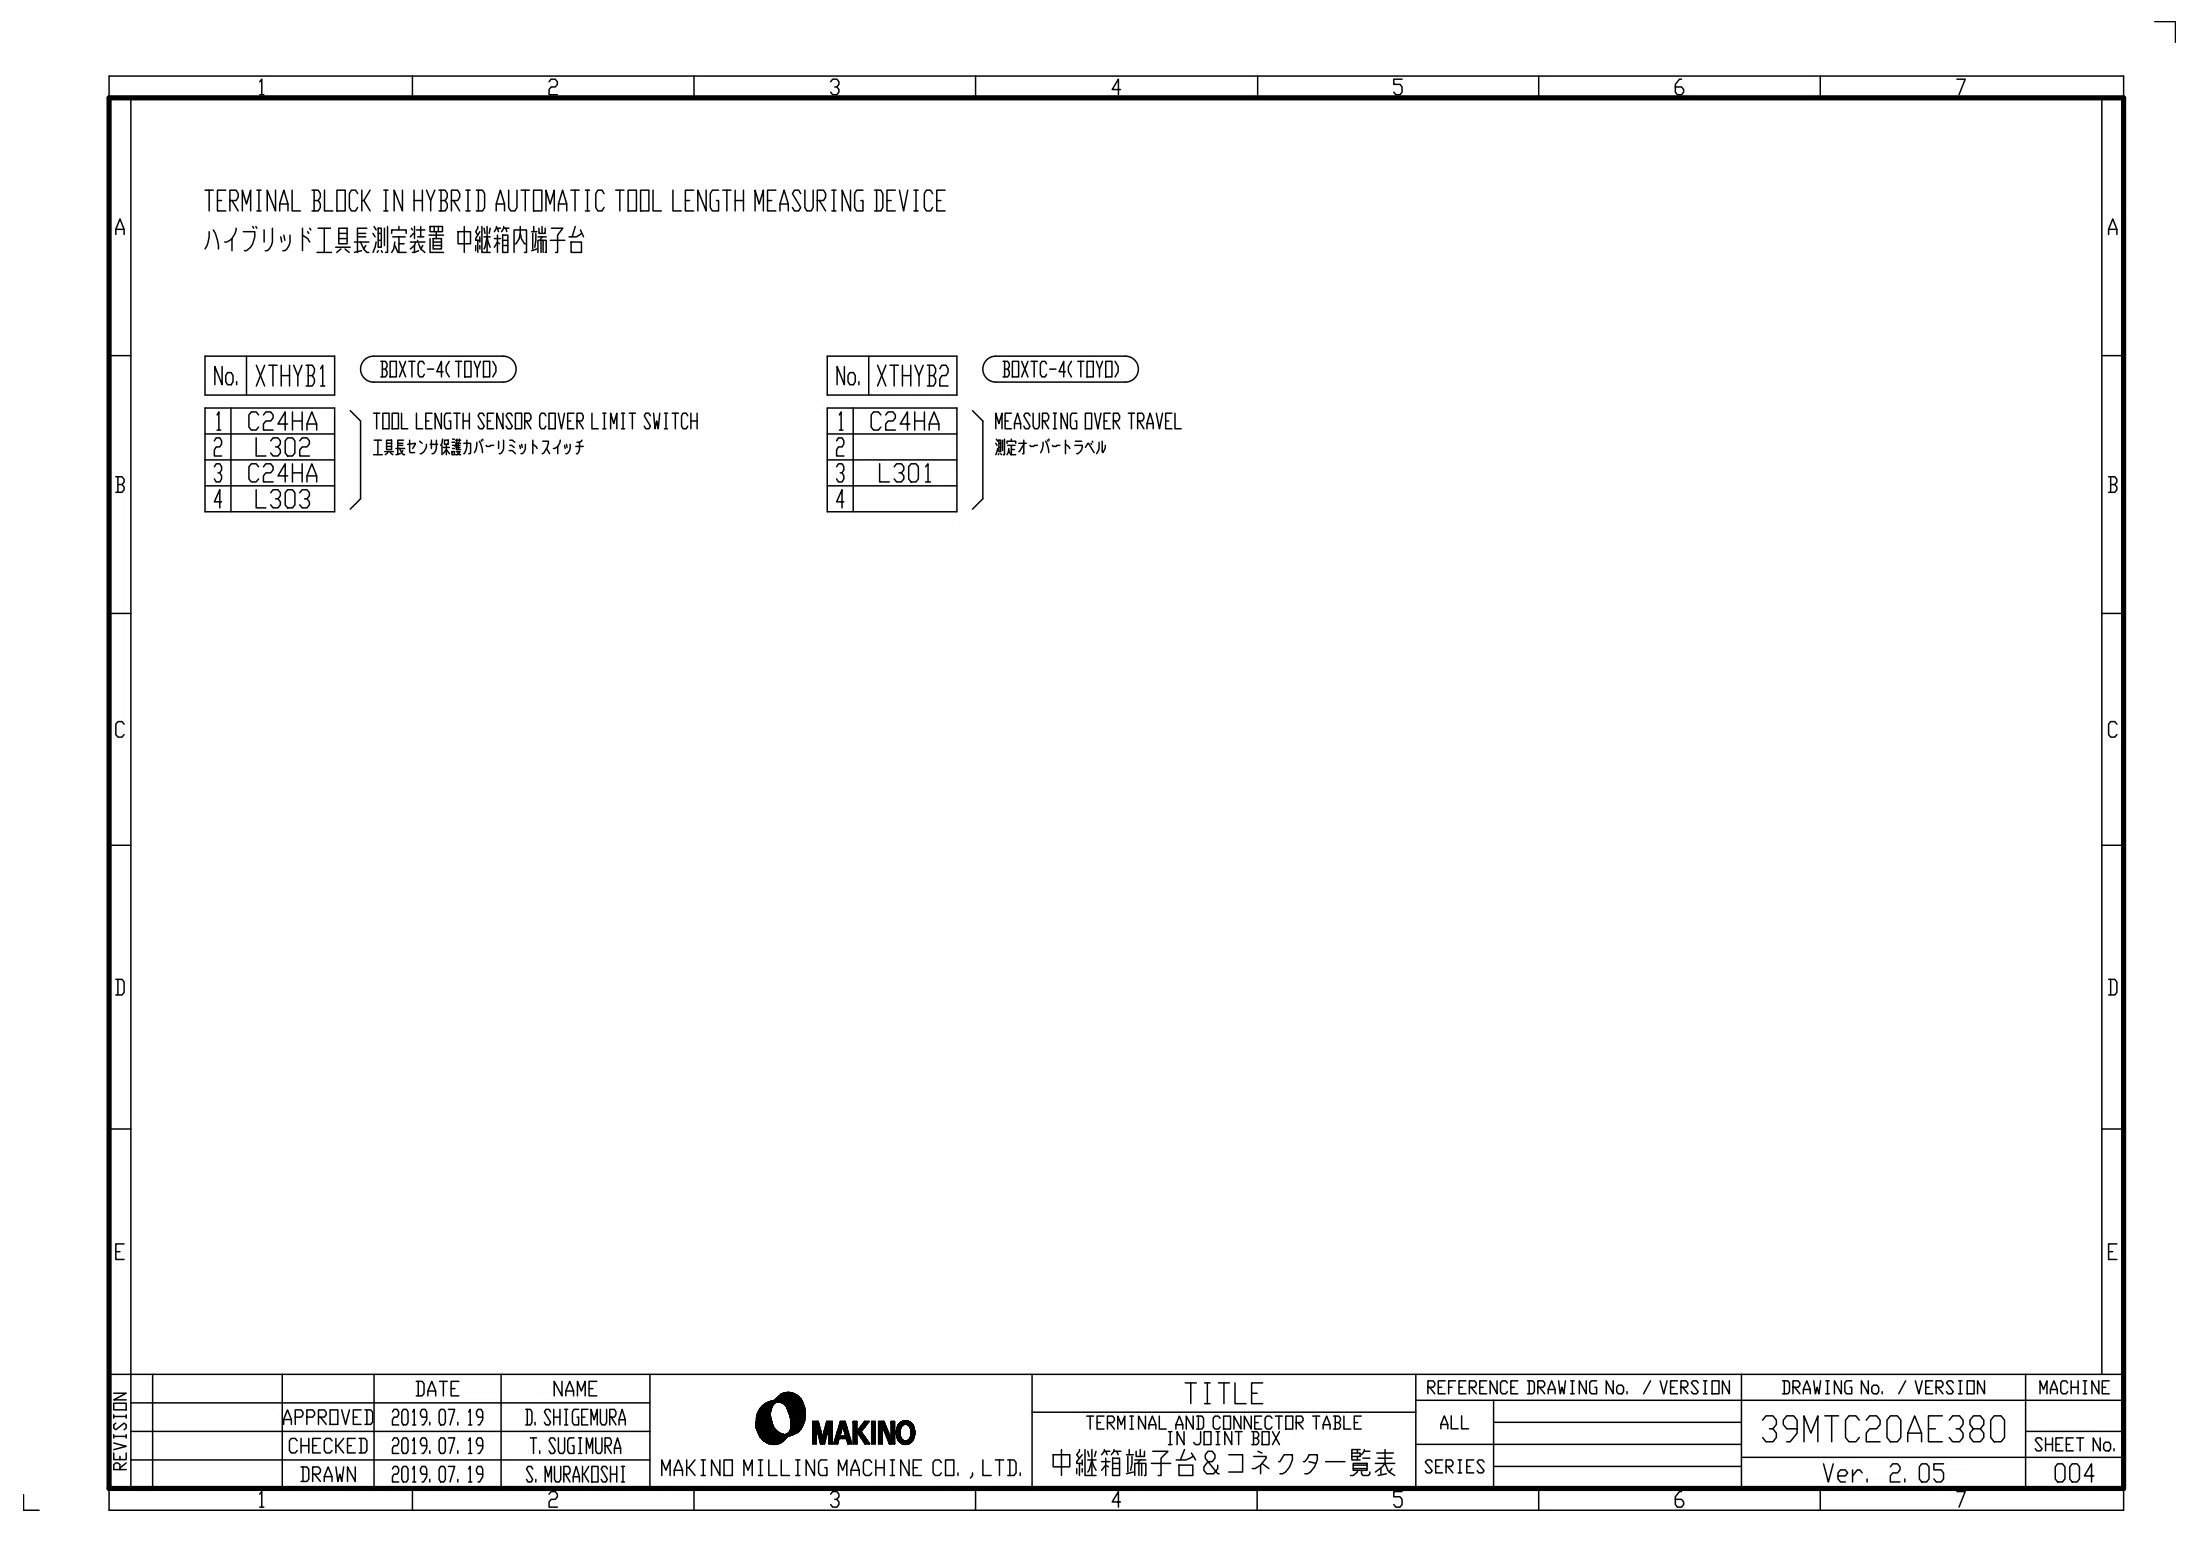 1 2 3 4 5 6 7
A A
TERMINAL BLOCK IN HYBRID AUTOMATIC TOOL LENGTH MEASURING DEVICE
ハイブリッド工具長測定装置 中継箱内端子台
No. XTHYB1 BOXTC-4(TOYO)
1 C24HA TOOL LENGTH SENSOR COVER LIMIT SWITCH
2 L302 工具長センサ保護カバーリミットスイッチ
3 C24HA
4 L303
No. XTHYB2 BOXTC-4(TOYO)
1 C24HA MEASURING OVER TRAVEL
2 測定オーバートラベル
3 L301
4
B B
C C
D D
E E
REVISION
DATE NAME
APPROVED 2019.07.19 D. SHIGEMURA
CHECKED 2019.07.19 T. SUGIMURA
DRAWN 2019.07.19 S. MURAKOSHI
MAKINO
MAKINO MILLING MACHINE CO., LTD.
TITLE
TERMINAL AND CONNECTOR TABLE
IN JOINT BOX
中継箱端子台&コネクタ一覧表
REFERENCE DRAWING No. / VERSION
ALL
SERIES
DRAWING No. / VERSION
39MTC20AE380
Ver. 2.05
MACHINE
SHEET No.
004
1 2 3 4 5 6 7